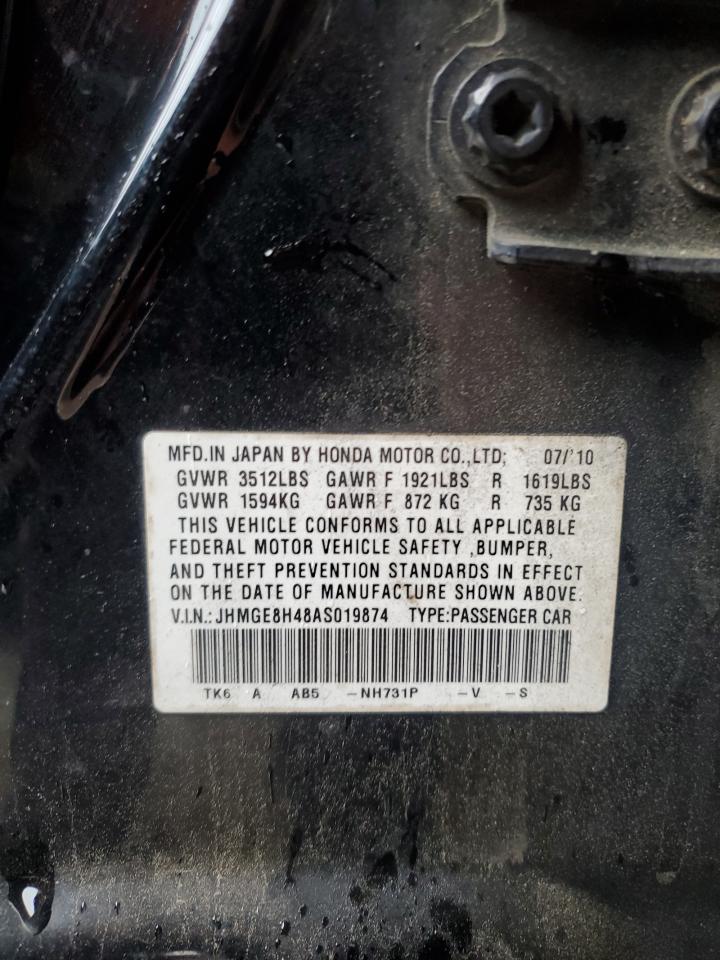 MFD.IN JAPAN BY HONDA MOTOR CO.,LTD; 07/'10
GVWR 3512LBS GAWR F 1921LBS R 1619LBS
GVWR 1594KG GAWR F 872 KG R 735 KG
THIS VEHICLE CONFORMS TO ALL APPLICABLE
FEDERAL MOTOR VEHICLE SAFETY ,BUMPER,
AND THEFT PREVENTION STANDARDS IN EFFECT
ON THE DATE OF MANUFACTURE SHOWN ABOVE.
V.I.N.: JHMGE8H48AS019874 TYPE:PASSENGER CAR
TK6 A AB5 -NH731P -V -S